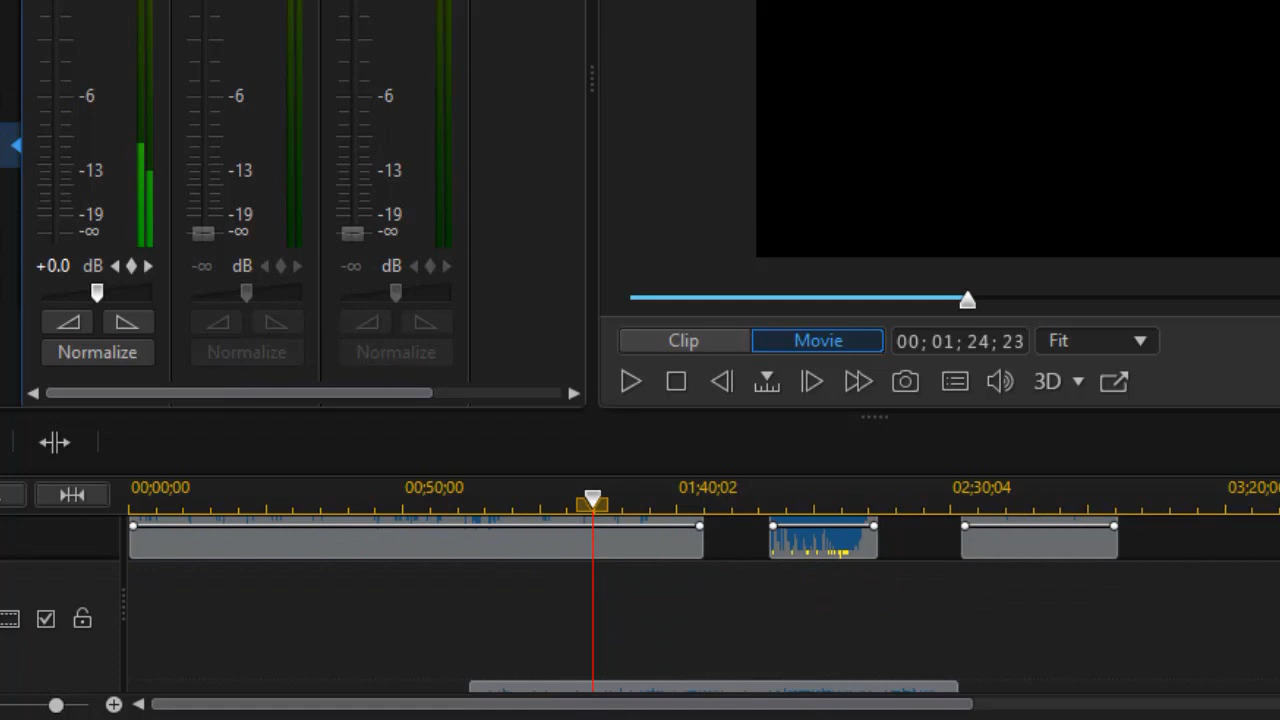 -6 -6 -6
-13 -13 -13
-19 -19 -19
-∞ -∞ -∞
+0.0 dB -∞ dB -∞ dB
Normalize Normalize Normalize
Clip Movie 00; 01; 24; 23 Fit
3D
00;00;00 00;50;00 01;40;02 02;30;04 03;20;0